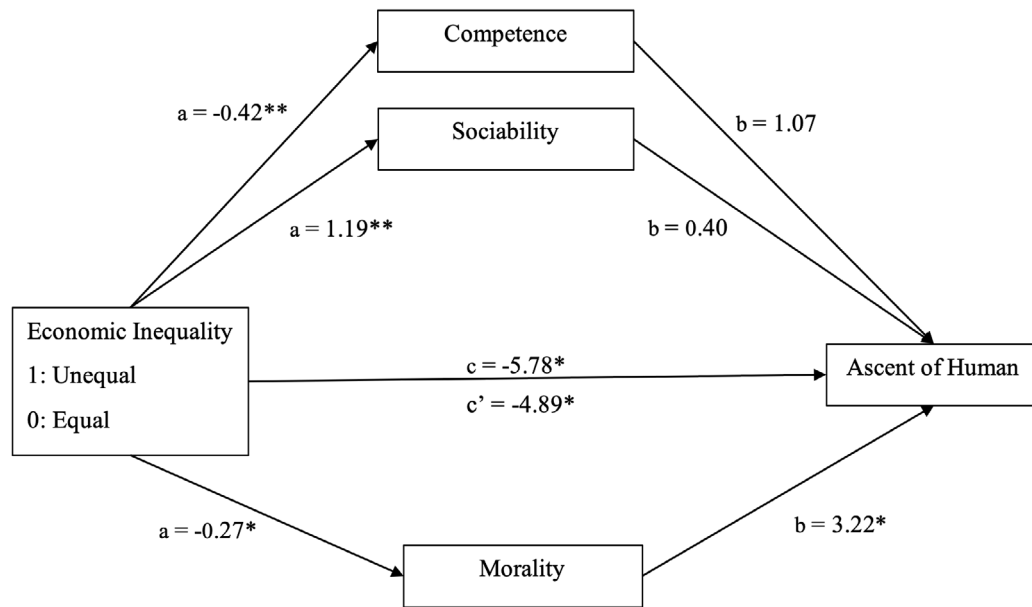 Competence
a = -0.42**
Sociability
b = 1.07
a = 1.19**
b = 0.40
Economic Inequality
1: Unequal
0: Equal
c = -5.78*
c’ = -4.89*
Ascent of Human
a = -0.27*
b = 3.22*
Morality